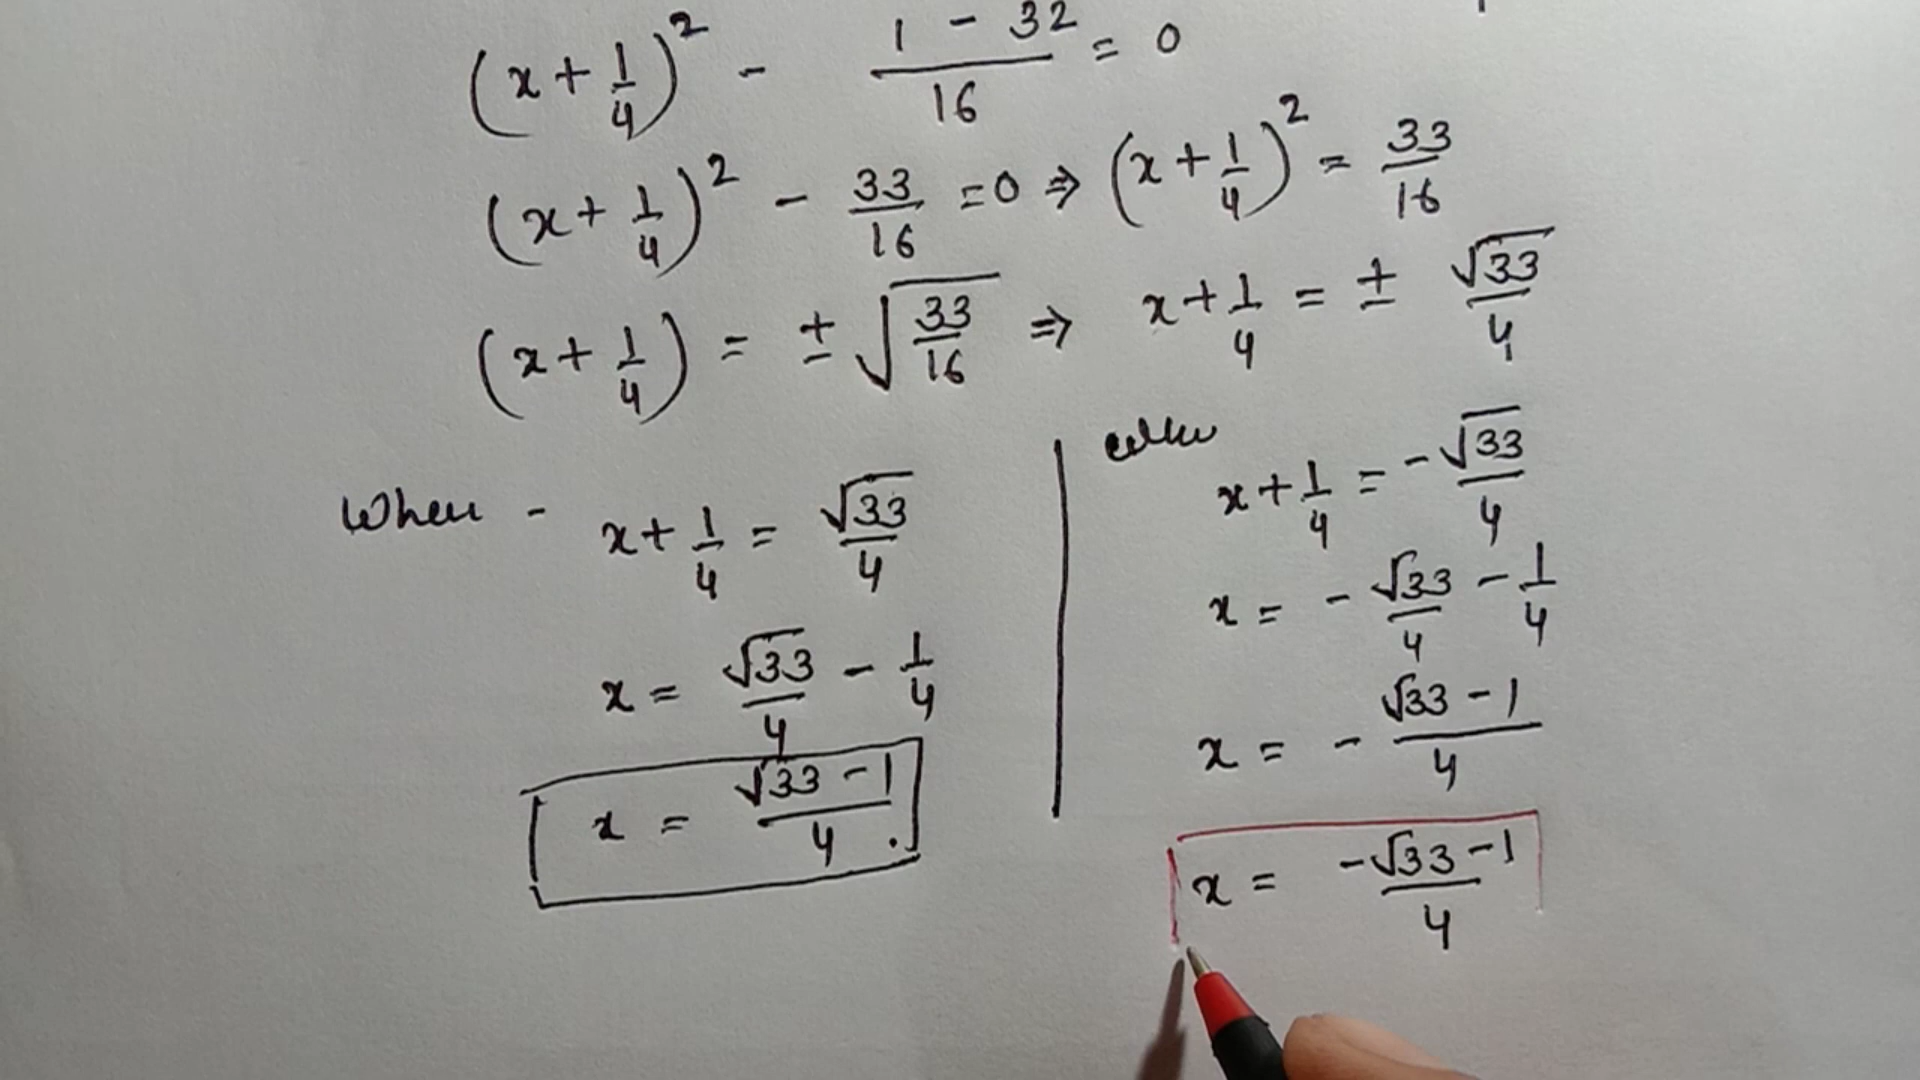 (x + 1/4)² - (1 - 32)/16 = 0
(x + 1/4)² - 33/16 = 0 ⇒ (x + 1/4)² = 33/16
(x + 1/4) = ± √(33/16) ⇒ x + 1/4 = ± √33/4
When - x + 1/4 = √33/4
x = √33/4 - 1/4
x = (√33 - 1)/4 .
x + 1/4 = - √33/4
x = - √33/4 - 1/4
x = - (√33 - 1)/4
x = (-√33 - 1)/4